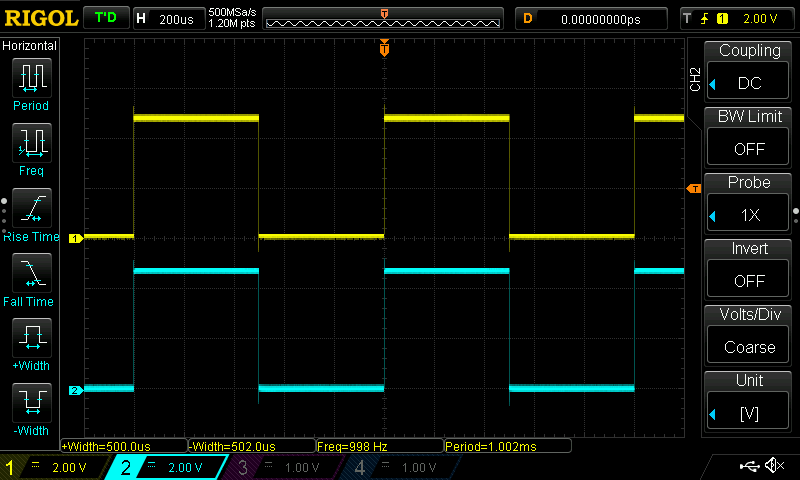 RIGOL T'D H 200us 500MSa/s D 0.00000000ps T 1 2.00 V
1.20M pts
T
Horizontal
Period
Freq
Rise Time
Fall Time
+Width
-Width
T
T
1
2
CH2
Coupling
DC
BW Limit
OFF
Probe
1X
Invert
OFF
Volts/Div
Coarse
Unit
[V]
+Width=500.0us -Width=502.0us Freq=998 Hz Period=1.002ms
1 2.00 V 2 2.00 V 3 1.00 V 4 1.00 V